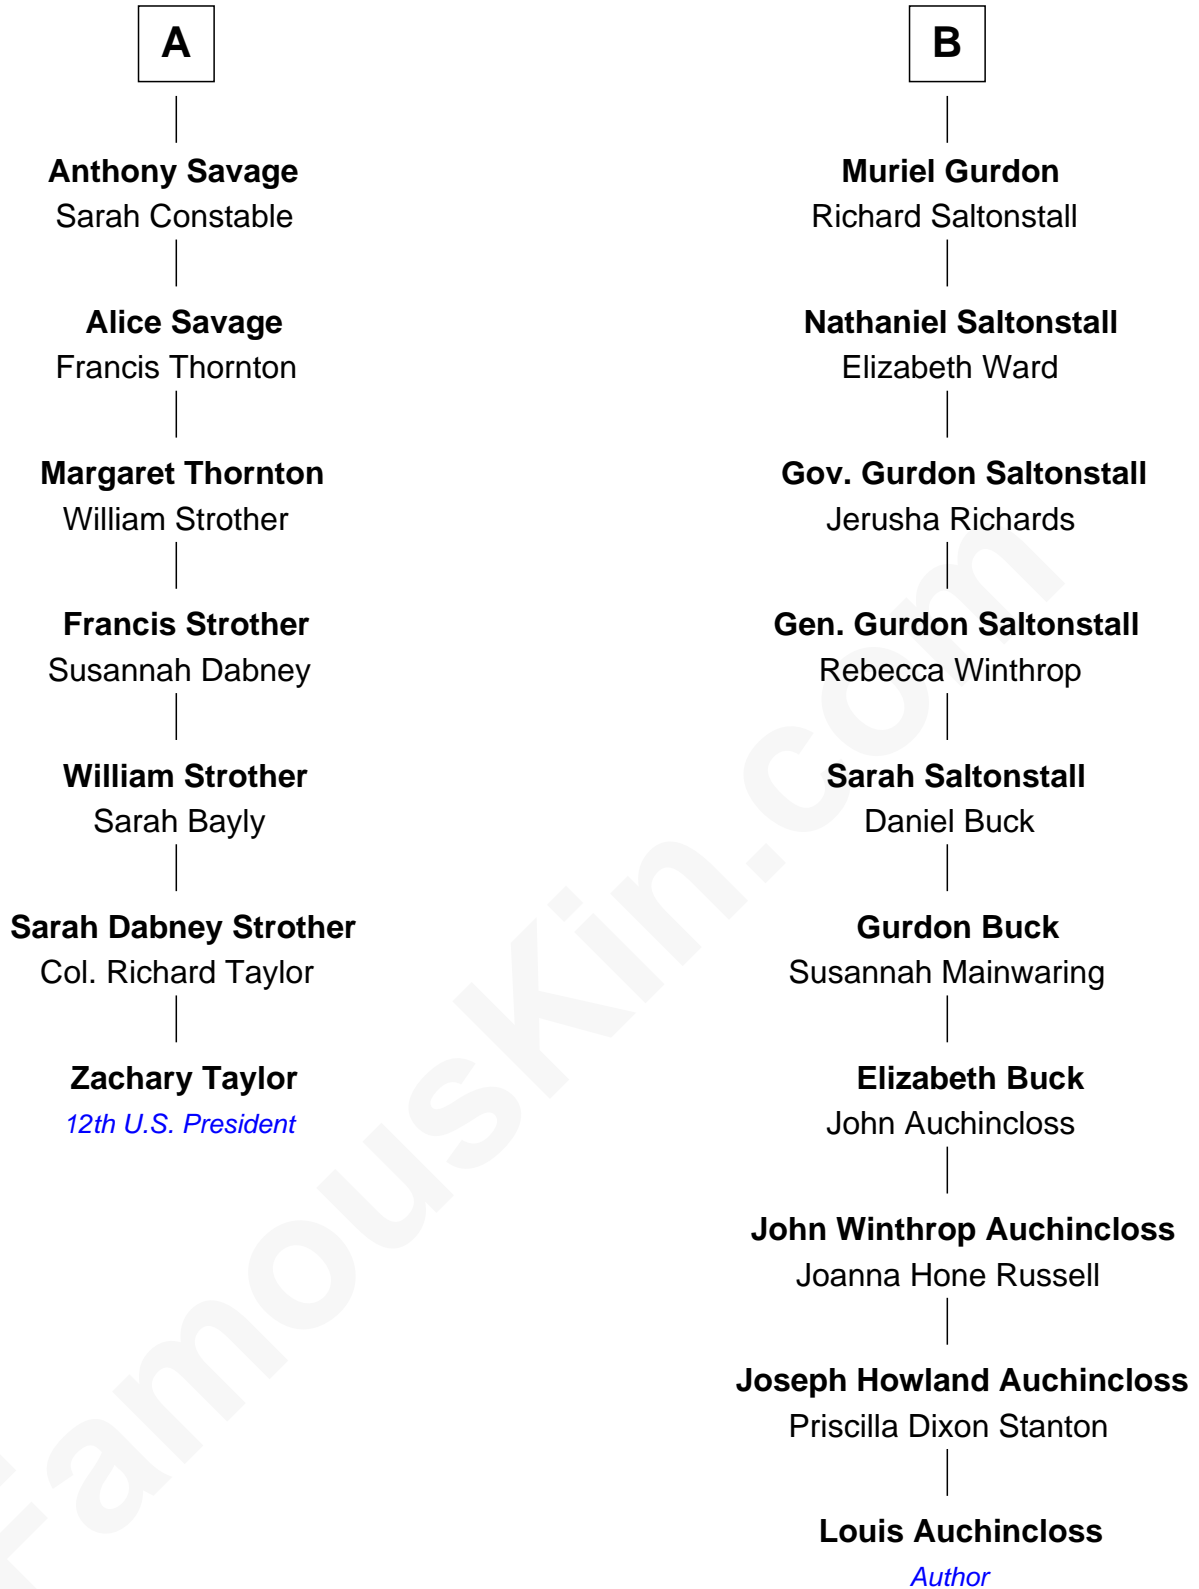 A
Anthony Savage
Sarah Constable
Alice Savage
Francis Thornton
Margaret Thornton
William Strother
Francis Strother
Susannah Dabney
William Strother
Sarah Bayly
Sarah Dabney Strother
Col. Richard Taylor
Zachary Taylor
12th U.S. President
B
Muriel Gurdon
Richard Saltonstall
Nathaniel Saltonstall
Elizabeth Ward
Gov. Gurdon Saltonstall
Jerusha Richards
Gen. Gurdon Saltonstall
Rebecca Winthrop
Sarah Saltonstall
Daniel Buck
Gurdon Buck
Susannah Mainwaring
Elizabeth Buck
John Auchincloss
John Winthrop Auchincloss
Joanna Hone Russell
Joseph Howland Auchincloss
Priscilla Dixon Stanton
Louis Auchincloss
Author
FamousKin.com